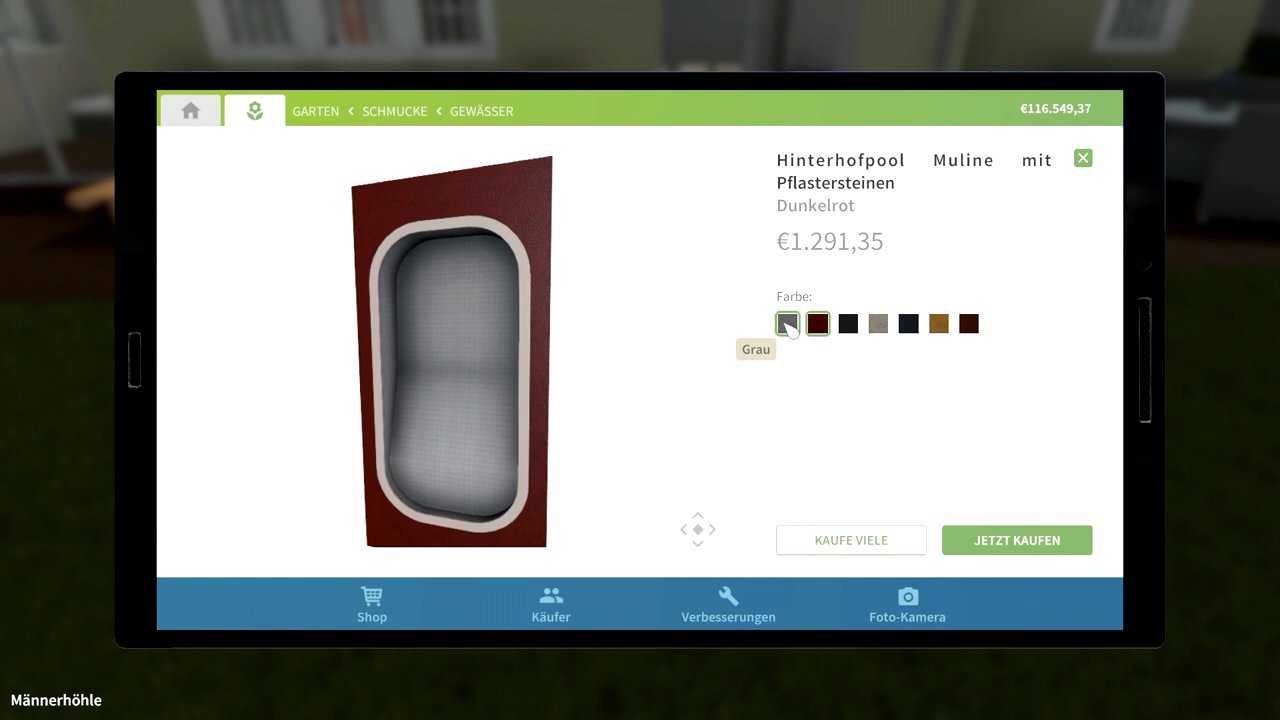 GARTEN < SCHMUCKE < GEWÄSSER
€116.549,37
Hinterhofpool Muline mit
Pflastersteinen
Dunkelrot
€1.291,35
Farbe:
Grau
KAUFE VIELE
JETZT KAUFEN
Shop
Käufer
Verbesserungen
Foto-Kamera
Männerhöhle